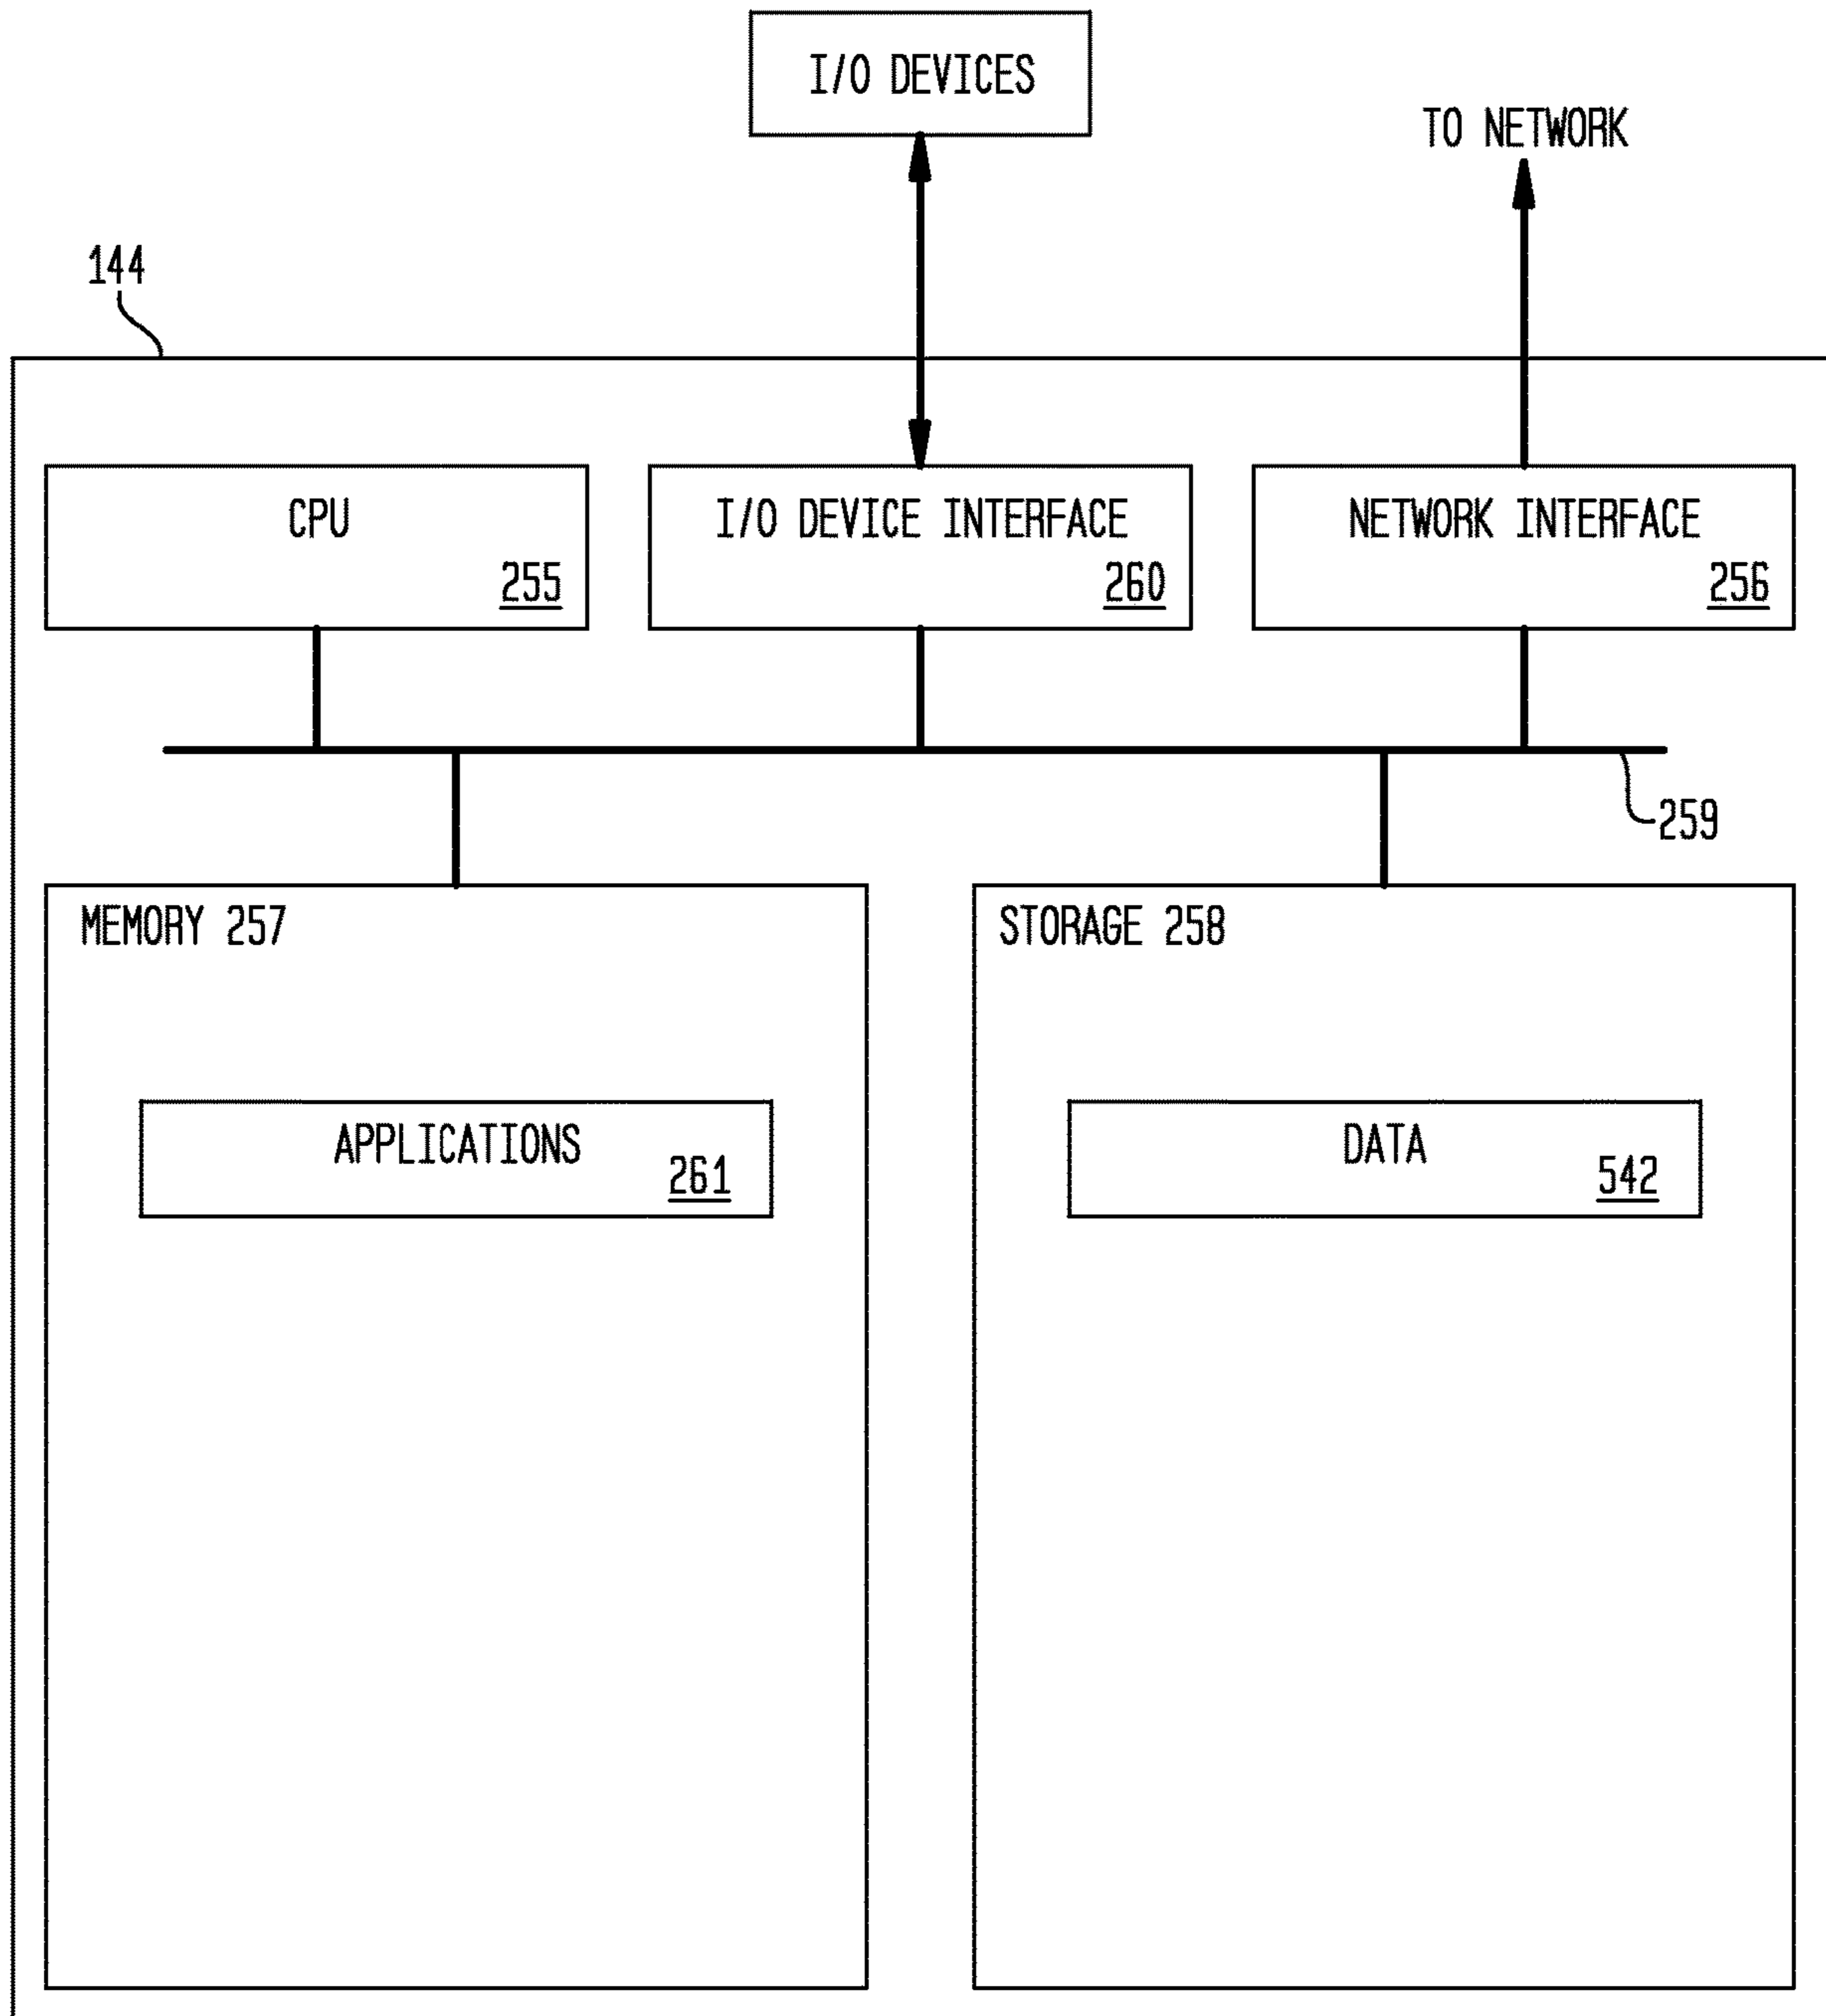 I/O DEVICES
TO NETWORK
144
CPU
255
I/O DEVICE INTERFACE
260
NETWORK INTERFACE
256
259
MEMORY 257
APPLICATIONS
261
STORAGE 258
DATA
542